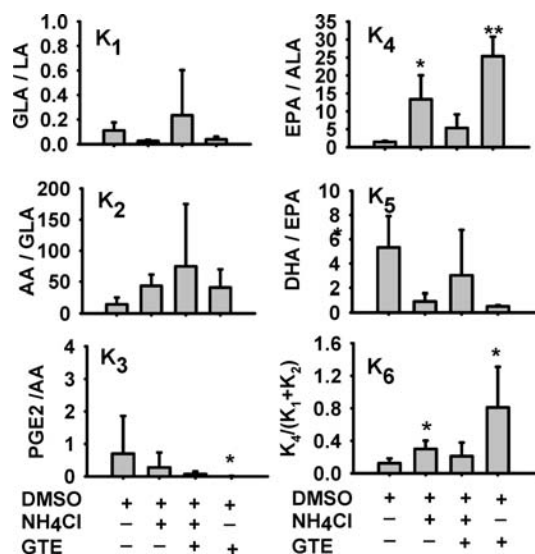 K1
GLA / LA
1.0
0.8
0.6
0.4
0.2
0.0
K2
AA / GLA
200
150
100
50
0
K3
PGE2 /AA
4
3
2
1
0
*
DMSO + + + +
NH4Cl – + + –
GTE – – + +
K4
EPA / ALA
35
30
25
20
15
10
5
0
*
**
K5
DHA / EPA
10
8
6
4
2
0
*
K6
K4/(K1+K2)
1.6
1.2
0.8
0.4
0.0
*
*
DMSO + + + +
NH4Cl – + + –
GTE – – + +